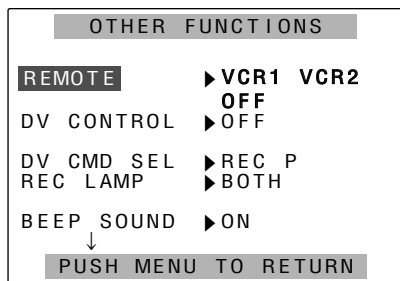 OTHER FUNCTIONS
REMOTE ▶VCR1 VCR2
OFF
DV CONTROL ▶OFF
DV CMD SEL ▶REC P
REC LAMP ▶BOTH
BEEP SOUND ▶ON
↓
PUSH MENU TO RETURN